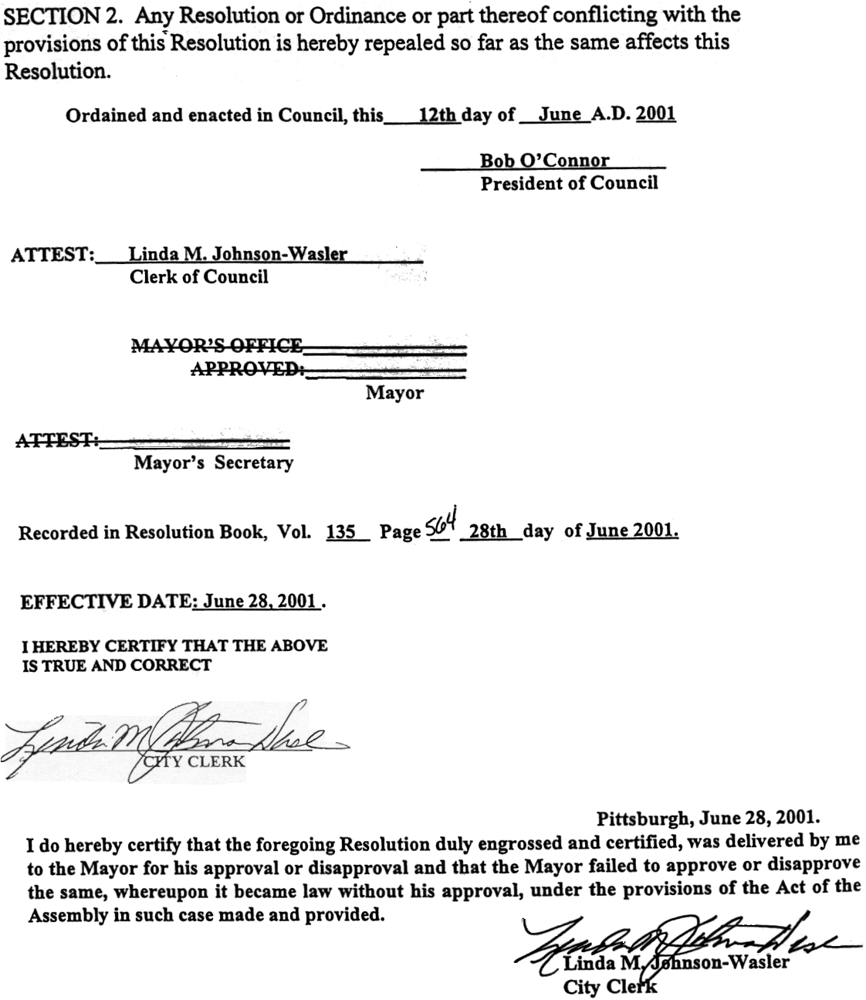 SECTION 2. Any Resolution or Ordinance or part thereof conflicting with the
provisions of this Resolution is hereby repealed so far as the same affects this
Resolution.
Ordained and enacted in Council, this 12th day of June A.D. 2001
Bob O'Connor
President of Council
ATTEST: Linda M. Johnson-Wasler
Clerk of Council
MAYOR'S OFFICE
APPROVED:
Mayor
ATTEST:
Mayor's Secretary
Recorded in Resolution Book, Vol. 135 Page 564 28th day of June 2001.
EFFECTIVE DATE: June 28, 2001 .
I HEREBY CERTIFY THAT THE ABOVE
IS TRUE AND CORRECT
Linda M Johnson-Wasler
CITY CLERK
Pittsburgh, June 28, 2001.
I do hereby certify that the foregoing Resolution duly engrossed and certified, was delivered by me
to the Mayor for his approval or disapproval and that the Mayor failed to approve or disapprove
the same, whereupon it became law without his approval, under the provisions of the Act of the
Assembly in such case made and provided.
Linda M Johnson-Wasler
Linda M. Johnson-Wasler
City Clerk